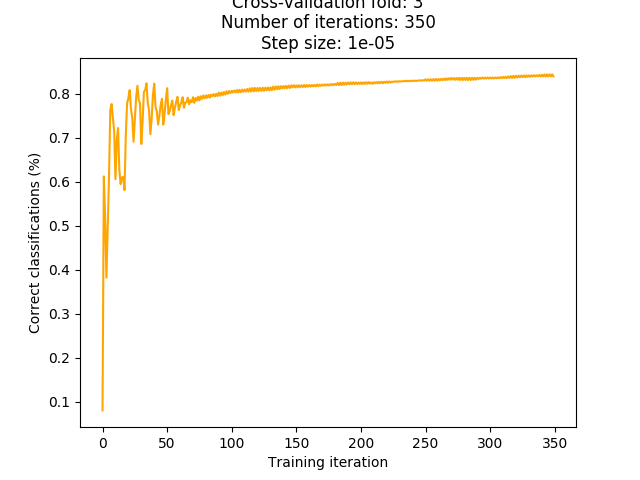 Cross-validation fold: 3
Number of iterations: 350
Step size: 1e-05
Correct classifications (%)
0.8
0.7
0.6
0.5
0.4
0.3
0.2
0.1
0 50 100 150 200 250 300 350
Training iteration